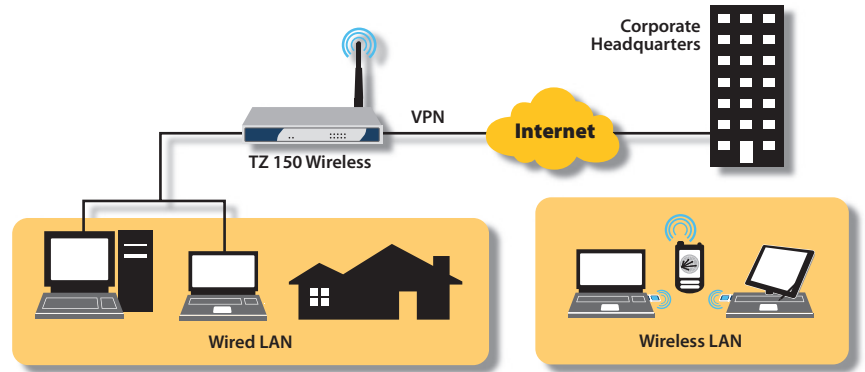 Corporate
Headquarters
VPN
Internet
TZ 150 Wireless
Wired LAN
Wireless LAN